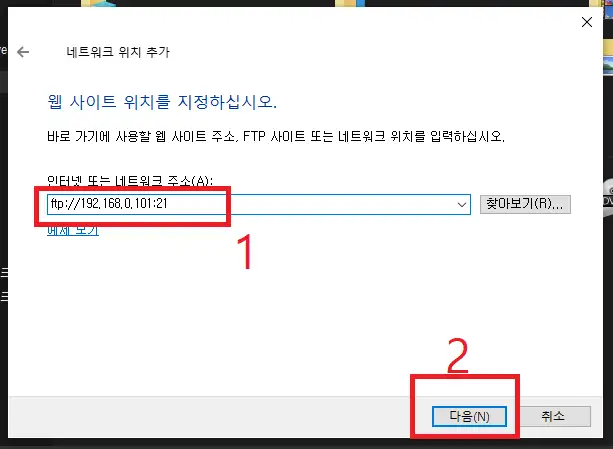 네트워크 위치 추가
웹 사이트 위치를 지정하십시오.
바로 가기에 사용할 웹 사이트 주소, FTP 사이트 또는 네트워크 위치를 입력하십시오.
인터넷 또는 네트워크 주소(A):
ftp://192.168.0.101:21
찾아보기(R)...
예제 보기
1
2
다음(N)
취소